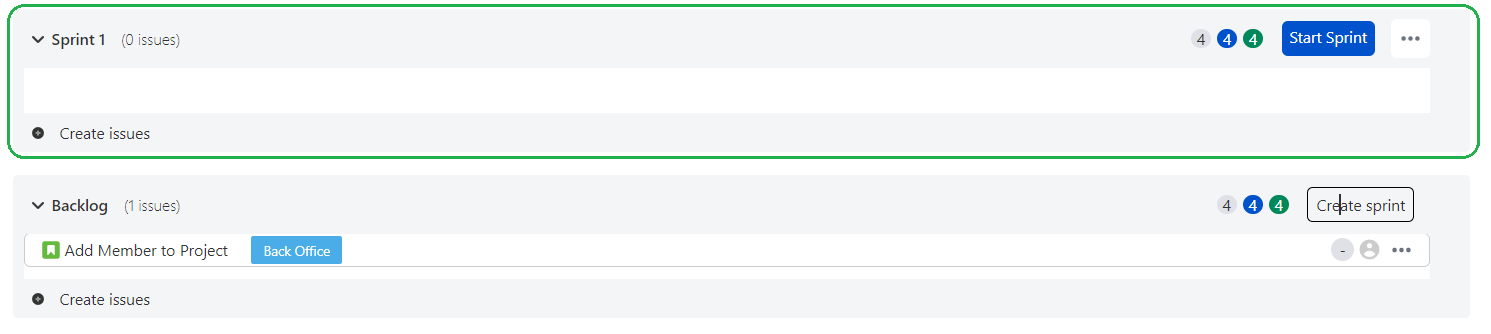 Sprint 1 (0 issues) 4 4 4 Start Sprint •••
Create issues
Backlog (1 issues) 4 4 4 Create sprint
Add Member to Project Back Office - •••
Create issues